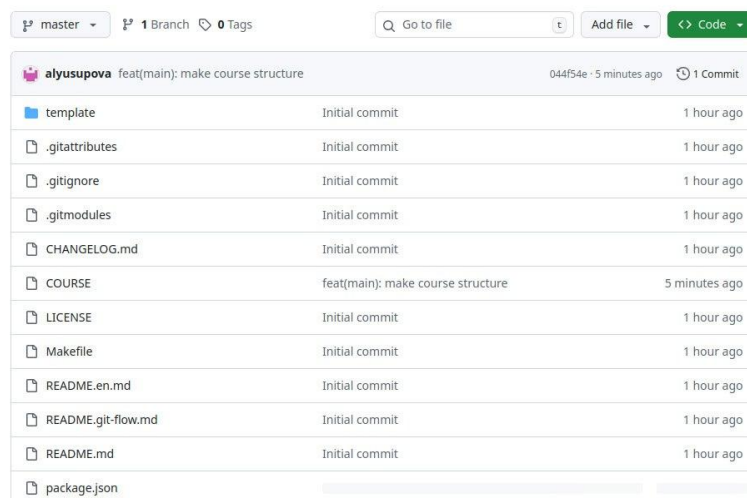 master 1 Branch 0 Tags Go to file t Add file Code
alyusupova feat(main): make course structure 044f54e · 5 minutes ago 1 Commit
template Initial commit 1 hour ago
.gitattributes Initial commit 1 hour ago
.gitignore Initial commit 1 hour ago
.gitmodules Initial commit 1 hour ago
CHANGELOG.md Initial commit 1 hour ago
COURSE feat(main): make course structure 5 minutes ago
LICENSE Initial commit 1 hour ago
Makefile Initial commit 1 hour ago
README.en.md Initial commit 1 hour ago
README.git-flow.md Initial commit 1 hour ago
README.md Initial commit 1 hour ago
package.json